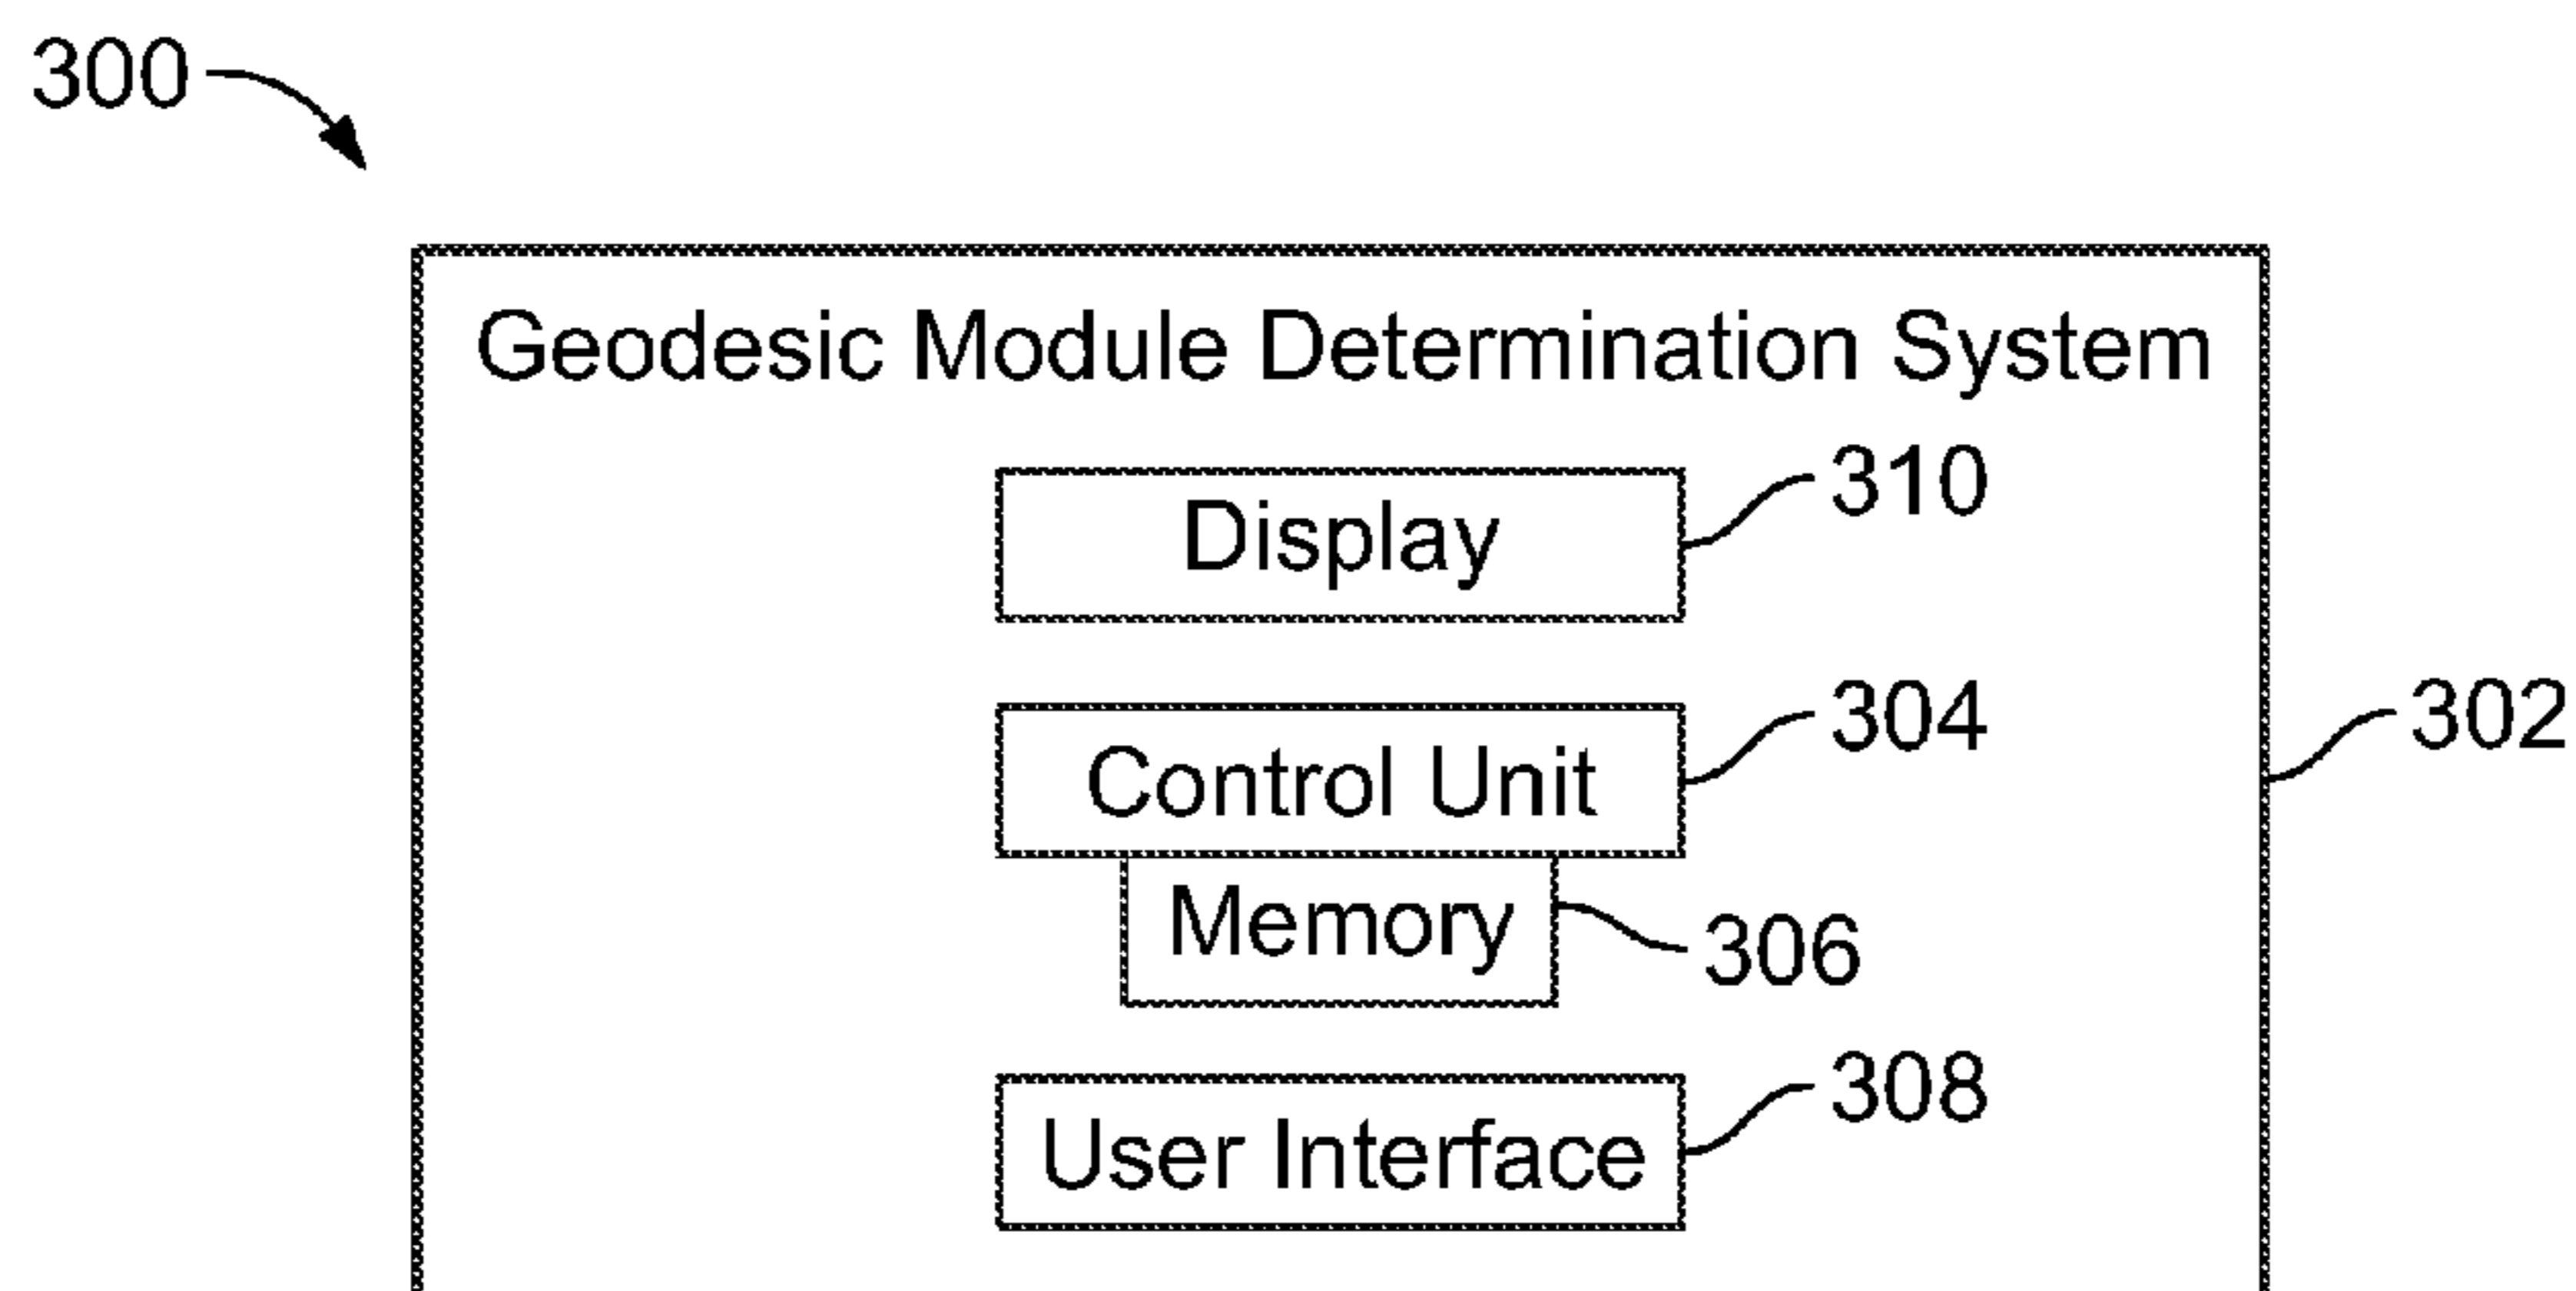 300
Geodesic Module Determination System
Display
310
Control Unit
304
302
Memory
306
User Interface
308